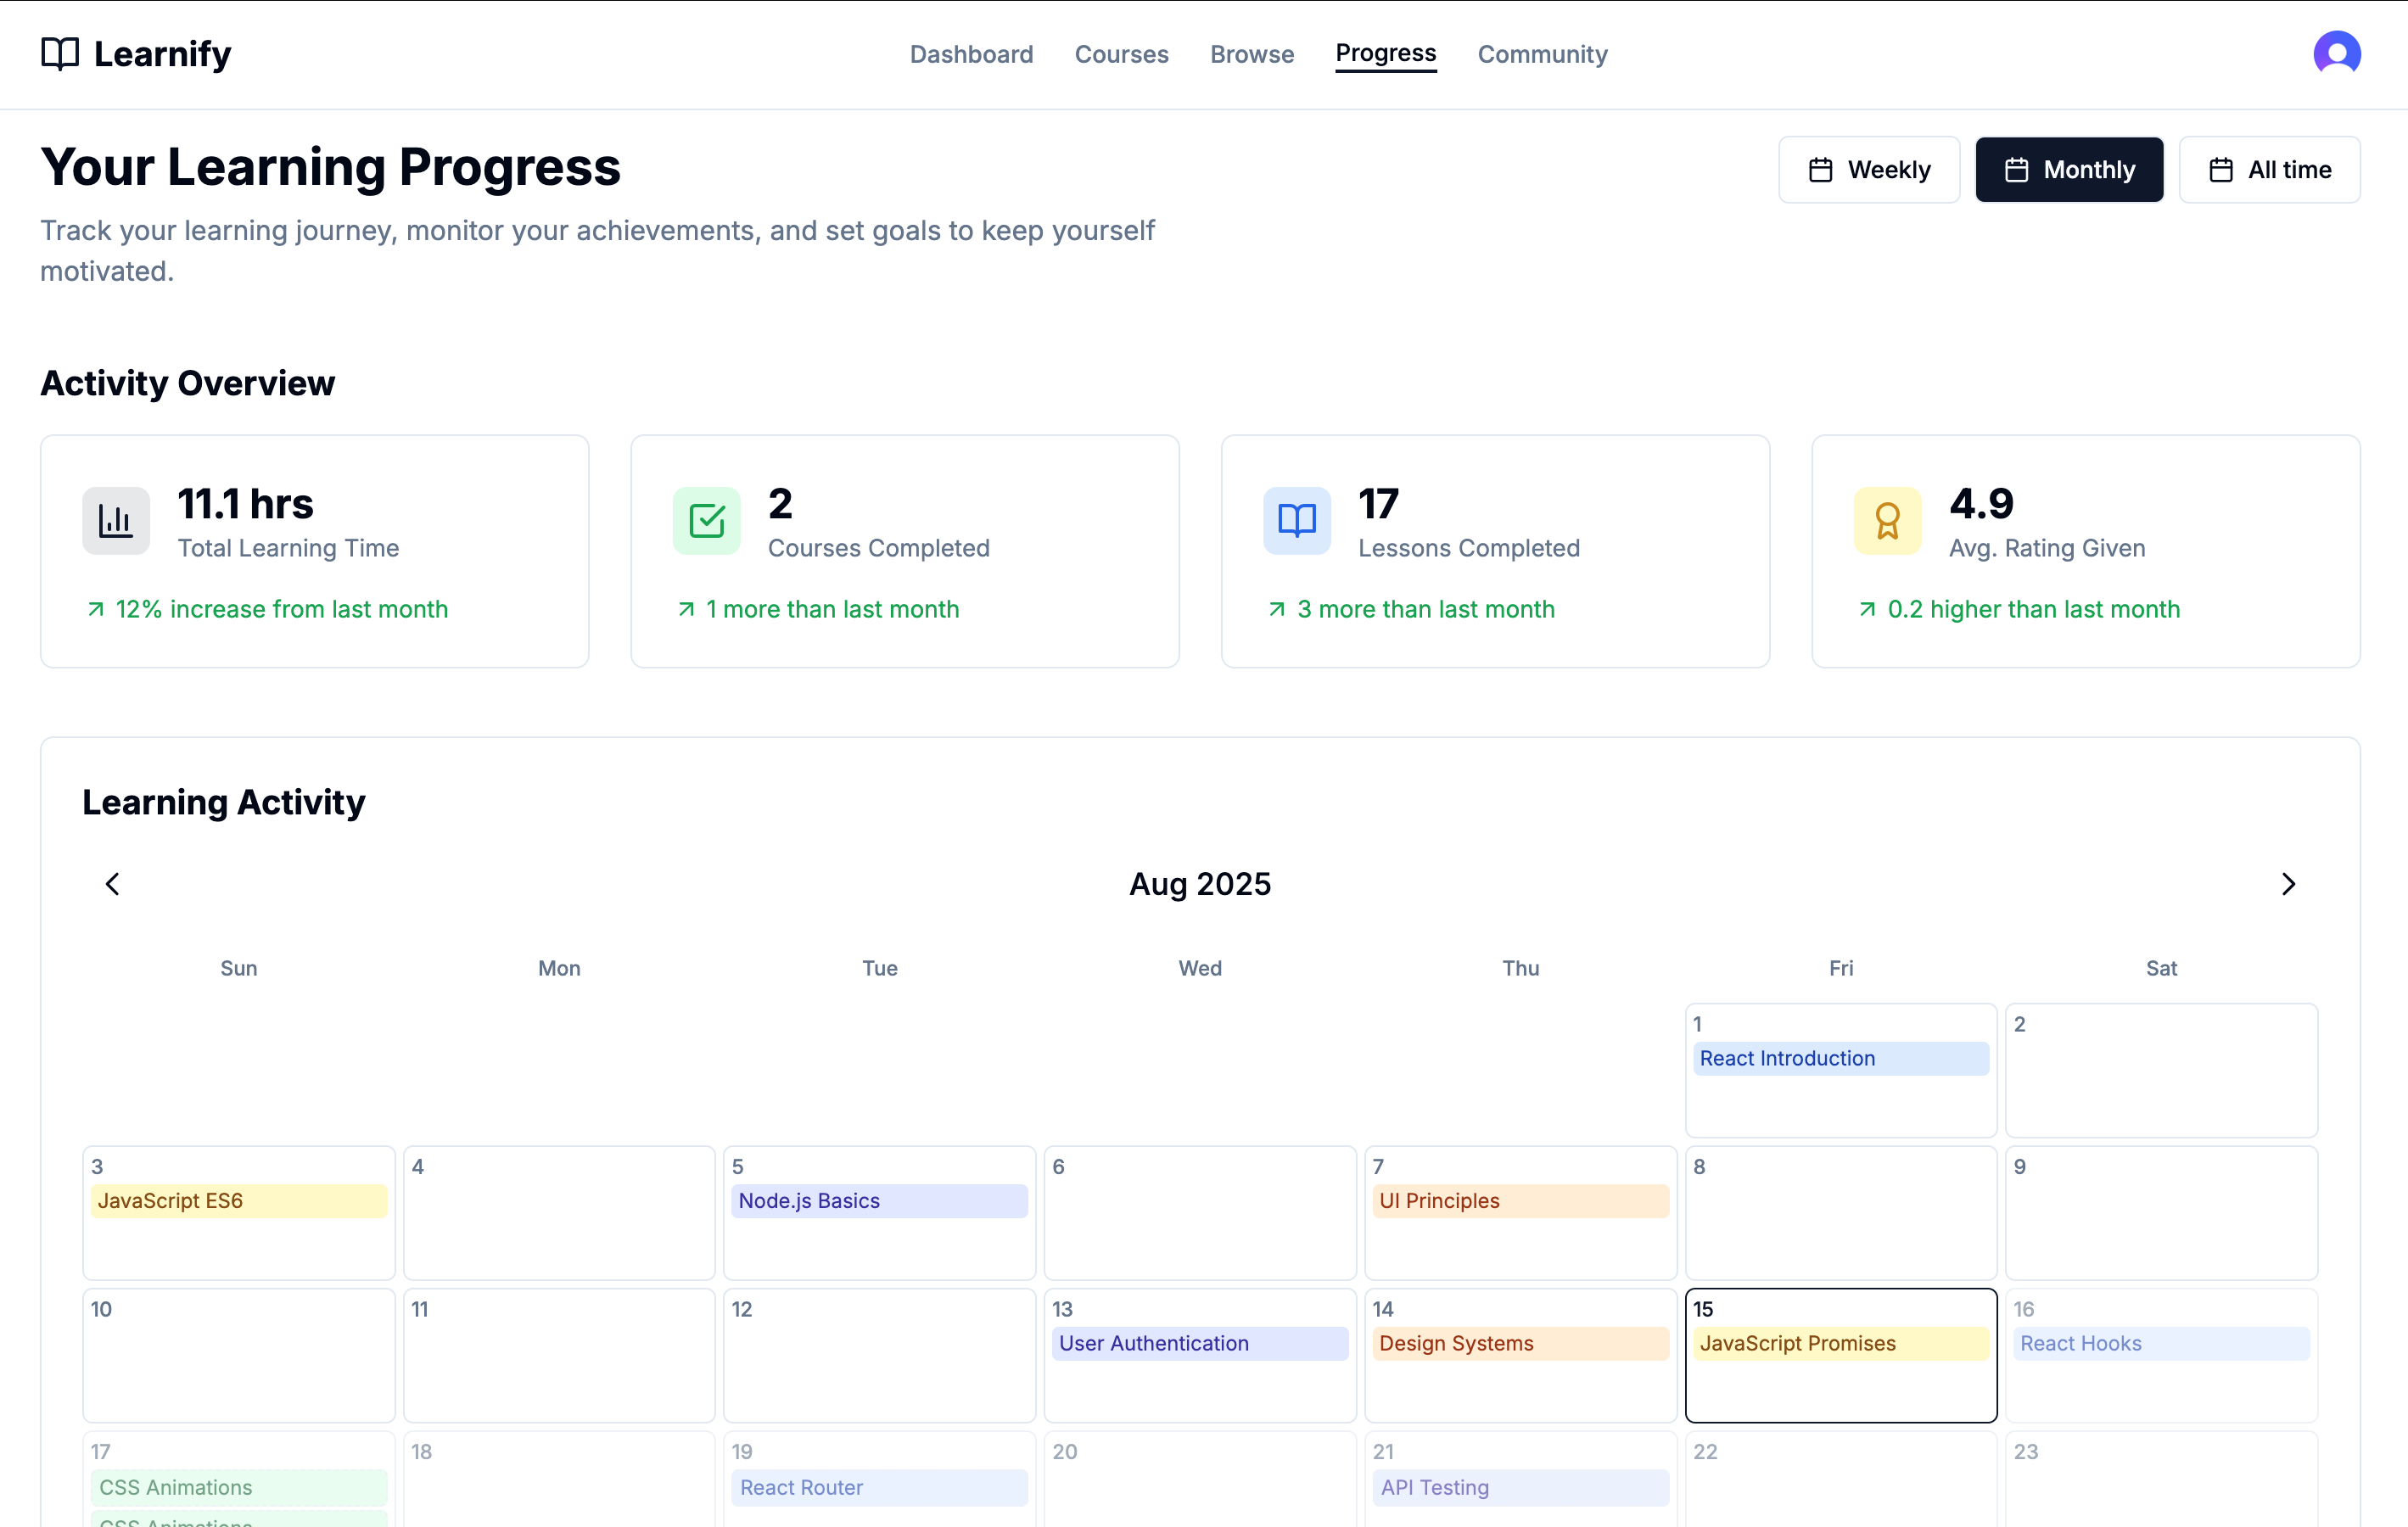 Learnify
Dashboard Courses Browse Progress Community
Your Learning Progress
Weekly Monthly All time
Track your learning journey, monitor your achievements, and set goals to keep yourself
motivated.
Activity Overview
11.1 hrs
Total Learning Time
12% increase from last month
2
Courses Completed
1 more than last month
17
Lessons Completed
3 more than last month
4.9
Avg. Rating Given
0.2 higher than last month
Learning Activity
Aug 2025
Sun Mon Tue Wed Thu Fri Sat
1 2
React Introduction
3 4 5 6 7 8 9
JavaScript ES6 Node.js Basics UI Principles
10 11 12 13 14 15 16
User Authentication Design Systems JavaScript Promises React Hooks
17 18 19 20 21 22 23
CSS Animations React Router API Testing
CSS Animations